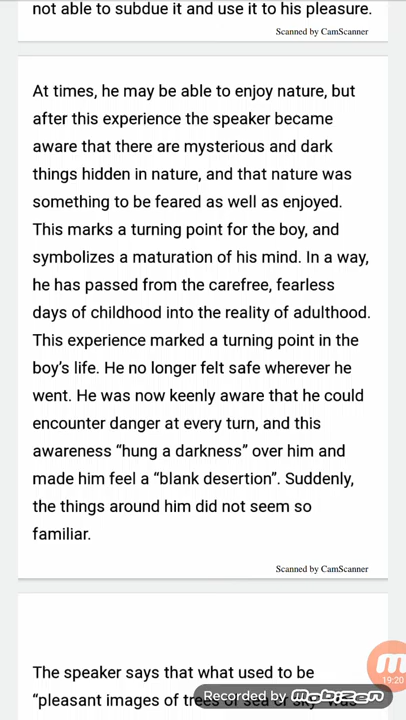 not able to subdue it and use it to his pleasure.
Scanned by CamScanner
At times, he may be able to enjoy nature, but
after this experience the speaker became
aware that there are mysterious and dark
things hidden in nature, and that nature was
something to be feared as well as enjoyed.
This marks a turning point for the boy, and
symbolizes a maturation of his mind. In a way,
he has passed from the carefree, fearless
days of childhood into the reality of adulthood.
This experience marked a turning point in the
boy's life. He no longer felt safe wherever he
went. He was now keenly aware that he could
encounter danger at every turn, and this
awareness “hung a darkness” over him and
made him feel a “blank desertion”. Suddenly,
the things around him did not seem so
familiar.
Scanned by CamScanner
The speaker says that what used to be
“pleasant images of trees of sea or sky” was
Recorded by mobizen
19:20